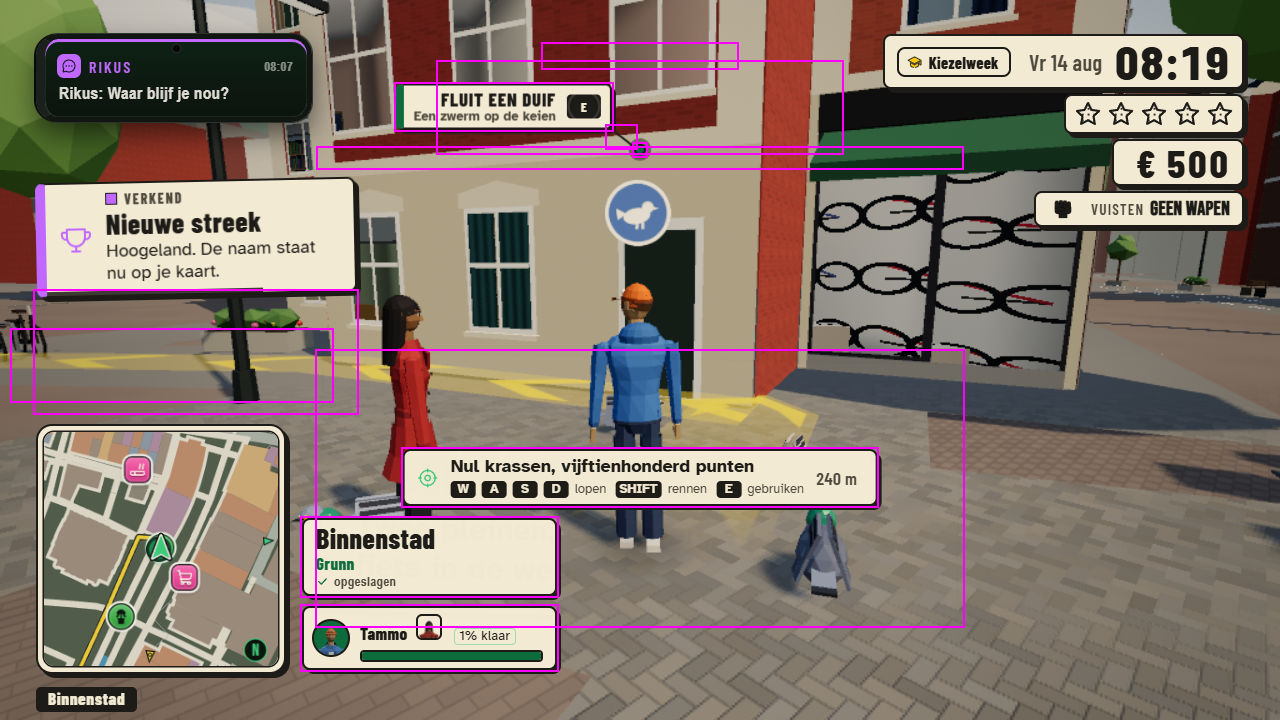 RIKUS 08:07
Rikus: Waar blijf je nou?
FLUIT EEN DUIF E
Een zwerm op de keien
Kiezelweek Vr 14 aug 08:19
€ 500
VUISTEN GEEN WAPEN
VERKEND
Nieuwe streek
Hoogeland. De naam staat
nu op je kaart.
Nul krassen, vijftienhonderd punten
W A S D lopen SHIFT rennen E gebruiken
240 m
Binnenstad
Grunn
opgeslagen
Tammo 1% klaar
N
Binnenstad